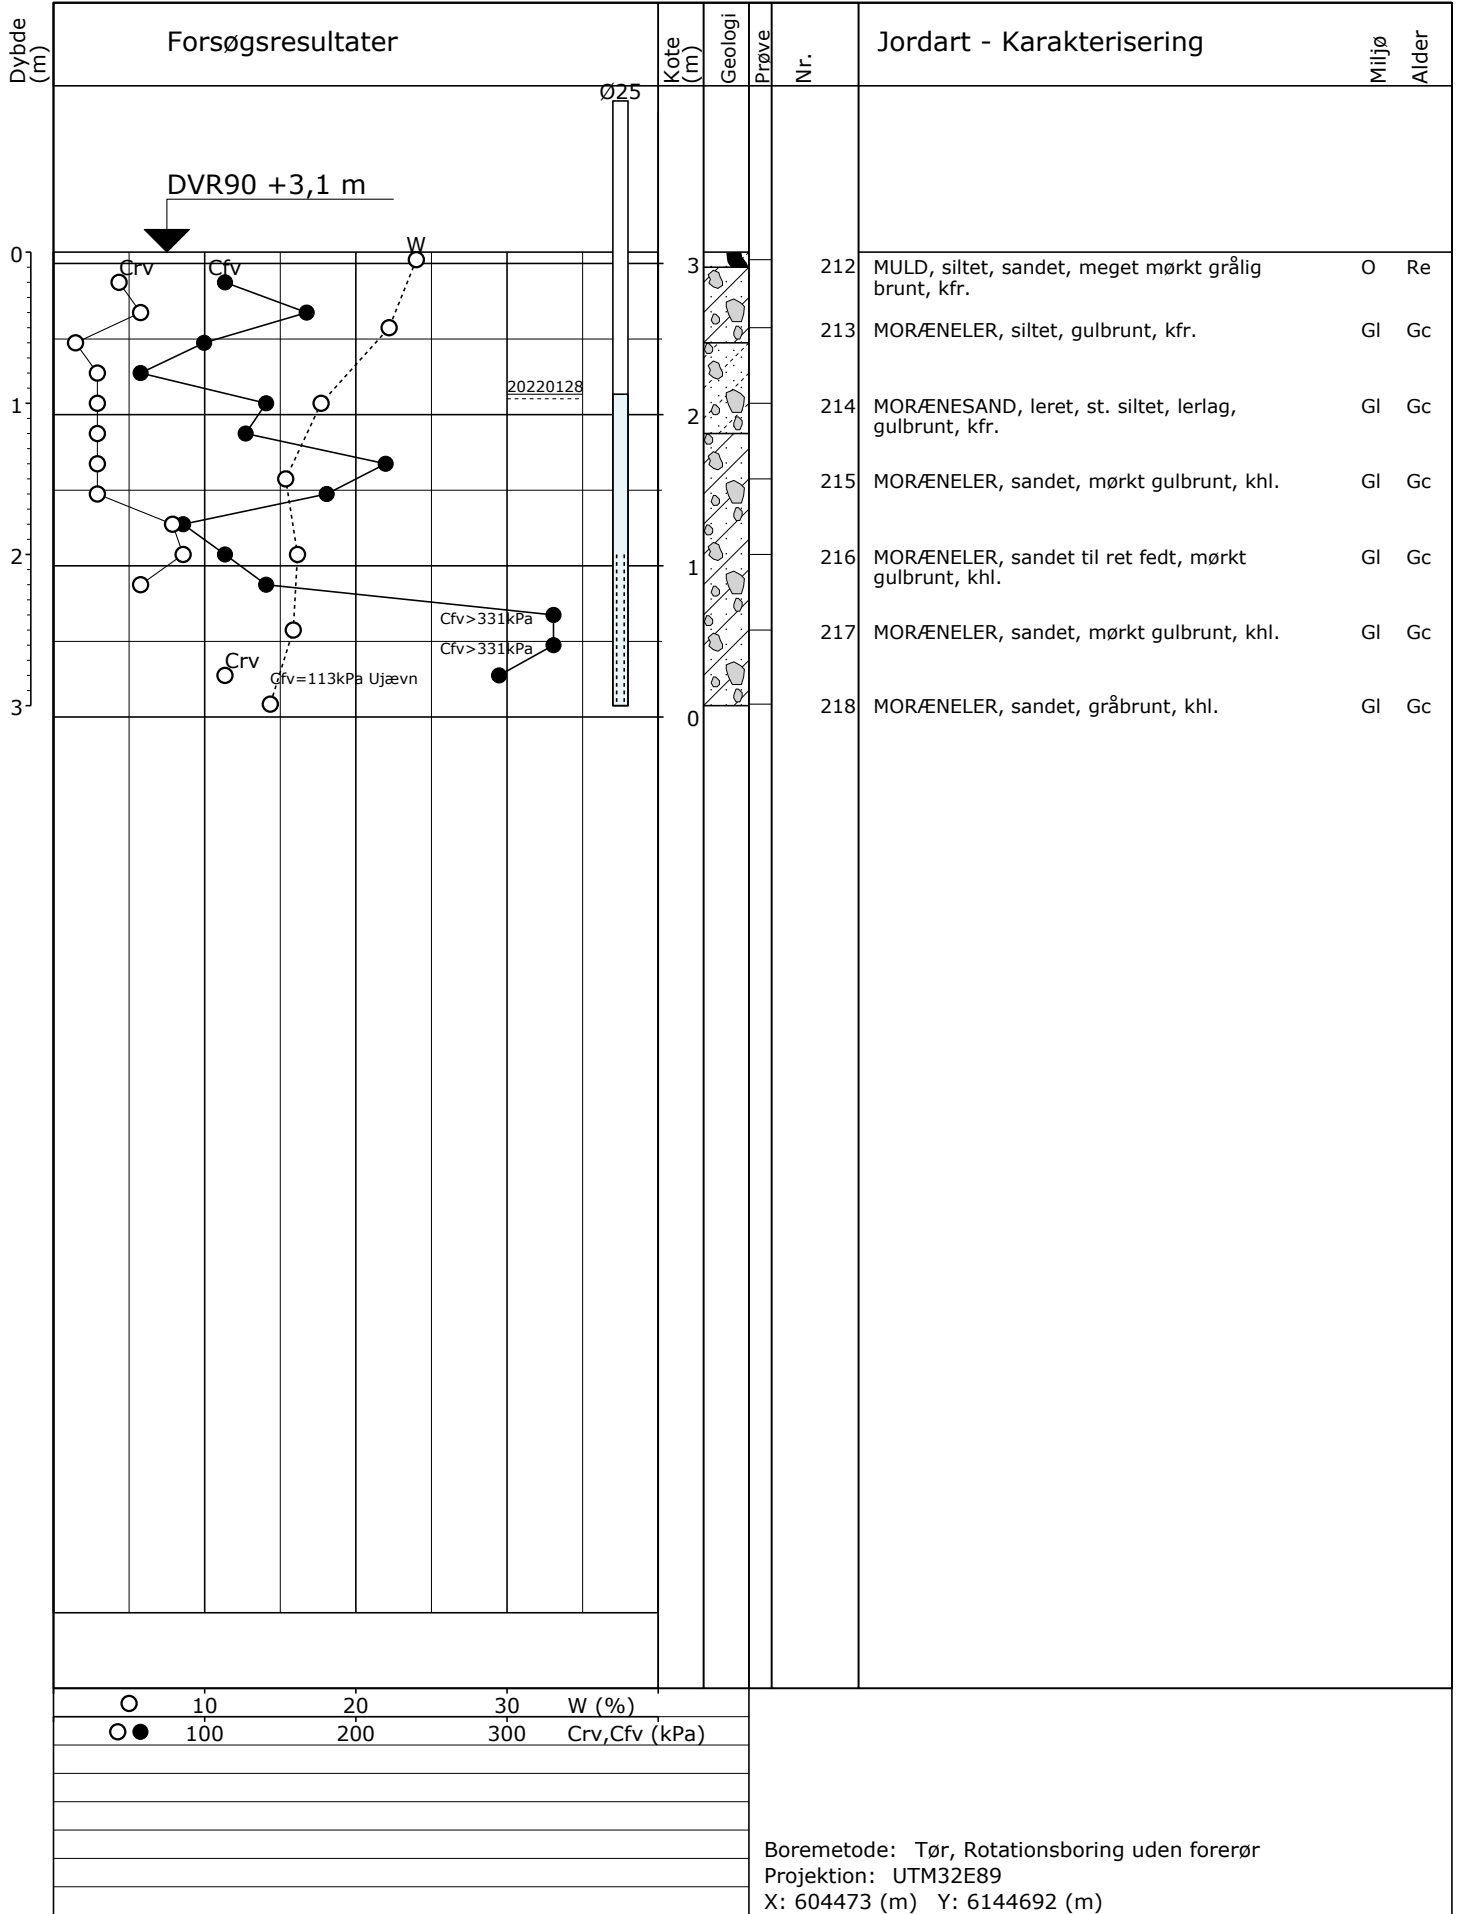 Dybde (m)
Forsøgsresultater
Kote (m)
Geologi
Prøve
Nr.
Jordart - Karakterisering
Miljø
Alder
Ø25
DVR90 +3,1 m
W
0
Crv
Cfv
3
212 MULD, siltet, sandet, meget mørkt grålig O Re
brunt, kfr.
213 MORÆNELER, siltet, gulbrunt, kfr. Gl Gc
20220128
1
2
214 MORÆNESAND, leret, st. siltet, lerlag, Gl Gc
gulbrunt, kfr.
215 MORÆNELER, sandet, mørkt gulbrunt, khl. Gl Gc
2
1
216 MORÆNELER, sandet til ret fedt, mørkt Gl Gc
gulbrunt, khl.
Cfv>331kPa
217 MORÆNELER, sandet, mørkt gulbrunt, khl. Gl Gc
Cfv>331kPa
Crv
Cfv=113kPa Ujævn
3
0
218 MORÆNELER, sandet, gråbrunt, khl. Gl Gc
10 20 30 W (%)
100 200 300 Crv,Cfv (kPa)
Boremetode: Tør, Rotationsboring uden forerør
Projektion: UTM32E89
X: 604473 (m) Y: 6144692 (m)